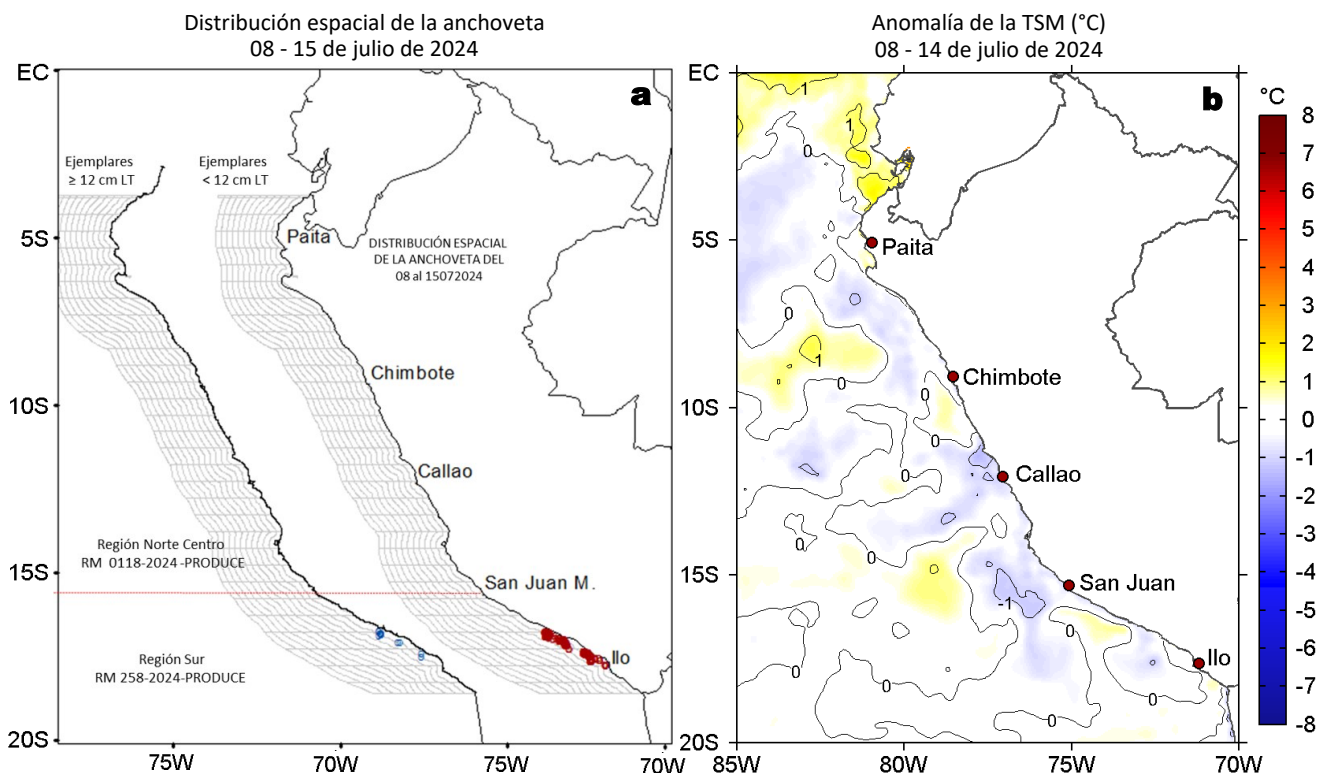 Distribución espacial de la anchoveta
08 - 15 de julio de 2024
EC
a
Ejemplares
≥ 12 cm LT
Ejemplares
< 12 cm LT
5S
Paita
DISTRIBUCIÓN ESPACIAL
DE LA ANCHOVETA DEL
08 al 15072024
Chimbote
10S
Callao
Región Norte Centro
RM 0118-2024 -PRODUCE
15S
San Juan M.
Región Sur
RM 258-2024-PRODUCE
Ilo
20S
75W
70W
75W
70W
Anomalía de la TSM (°C)
08 - 14 de julio de 2024
EC
b
1
1
0
0
5S
Paita
0
1
0
Chimbote
0
10S
0
0
Callao
0
0
15S
San Juan
-1
0
Ilo
0
0
0
0
20S
85W
80W
75W
70W
°C
8
7
6
5
4
3
2
1
0
-1
-2
-3
-4
-5
-6
-7
-8